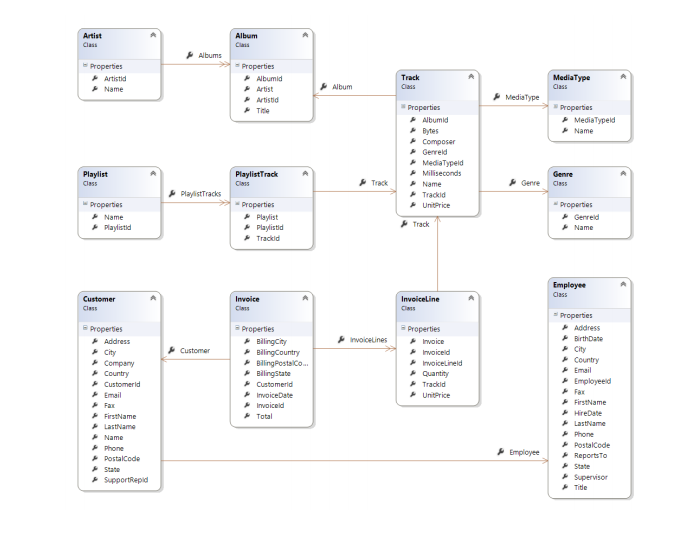 Artist
Class
Properties
ArtistId
Name
Albums
Album
Class
Properties
AlbumId
Artist
ArtistId
Title
Album
Track
Class
Properties
AlbumId
Bytes
Composer
GenreId
MediaTypeId
Milliseconds
Name
TrackId
UnitPrice
MediaType
MediaType
Class
Properties
MediaTypeId
Name
Playlist
Class
Properties
Name
PlaylistId
PlaylistTracks
PlaylistTrack
Class
Properties
Playlist
PlaylistId
TrackId
Track
Genre
Genre
Class
Properties
GenreId
Name
Track
Customer
Class
Properties
Address
City
Company
Country
CustomerId
Email
Fax
FirstName
LastName
Name
Phone
PostalCode
State
SupportRepId
Customer
Invoice
Class
Properties
BillingCity
BillingCountry
BillingPostalCo...
BillingState
CustomerId
InvoiceDate
InvoiceId
Total
InvoiceLines
InvoiceLine
Class
Properties
Invoice
InvoiceId
InvoiceLineId
Quantity
TrackId
UnitPrice
Employee
Employee
Class
Properties
Address
BirthDate
City
Country
Email
EmployeeId
Fax
FirstName
HireDate
LastName
Phone
PostalCode
ReportsTo
State
Supervisor
Title